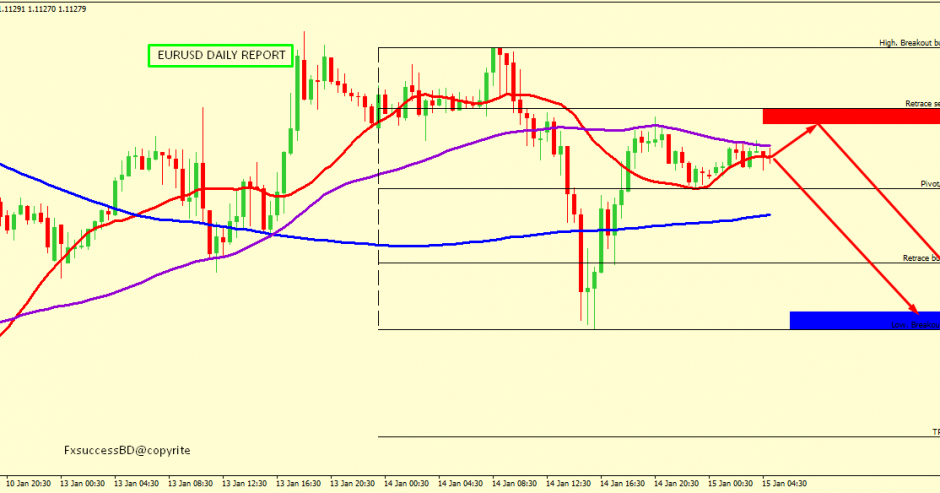 1.11291 1.11270 1.11279
EURUSD DAILY REPORT
High. Breakout bu
Retrace se
Pivot
Retrace bu
Low. Breakou
TP
FxsuccessBD@copyrite
10 Jan 20:30 13 Jan 00:30 13 Jan 04:30 13 Jan 08:30 13 Jan 12:30 13 Jan 16:30 13 Jan 20:30 14 Jan 00:30 14 Jan 04:30 14 Jan 08:30 14 Jan 12:30 14 Jan 16:30 14 Jan 20:30 15 Jan 00:30 15 Jan 04:30